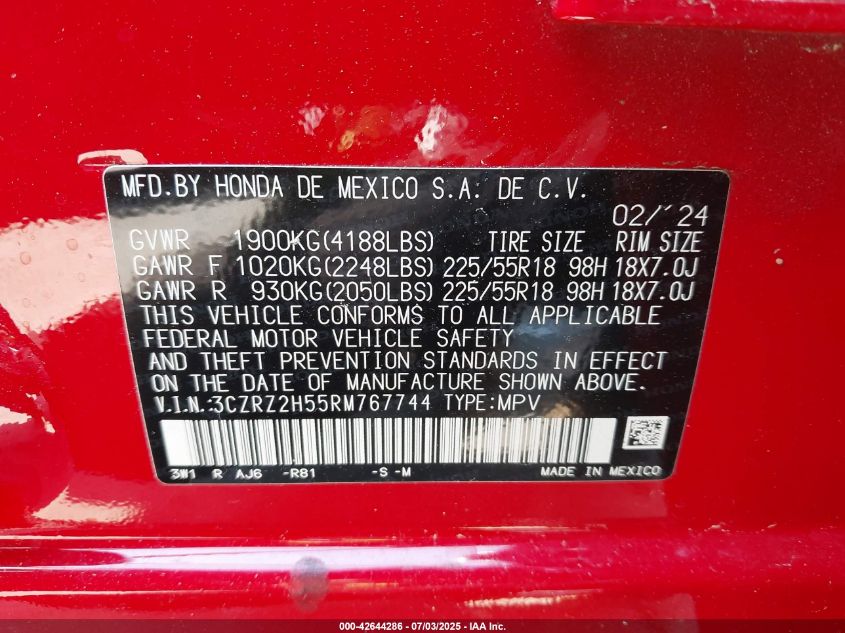 MFD.BY HONDA DE MEXICO S.A. DE C.V.
02/'24
GVWR 1900KG(4188LBS) TIRE SIZE RIM SIZE
GAWR F 1020KG(2248LBS) 225/55R18 98H 18X7.0J
GAWR R 930KG(2050LBS) 225/55R18 98H 18X7.0J
THIS VEHICLE CONFORMS TO ALL APPLICABLE
FEDERAL MOTOR VEHICLE SAFETY
AND THEFT PREVENTION STANDARDS IN EFFECT
ON THE DATE OF MANUFACTURE SHOWN ABOVE.
V.I.N.:3CZRZ2H55RM767744 TYPE:MPV
3W1 R AJ6 -R81 -S -M MADE IN MEXICO
000-42644286 - 07/03/2025 - IAA Inc.